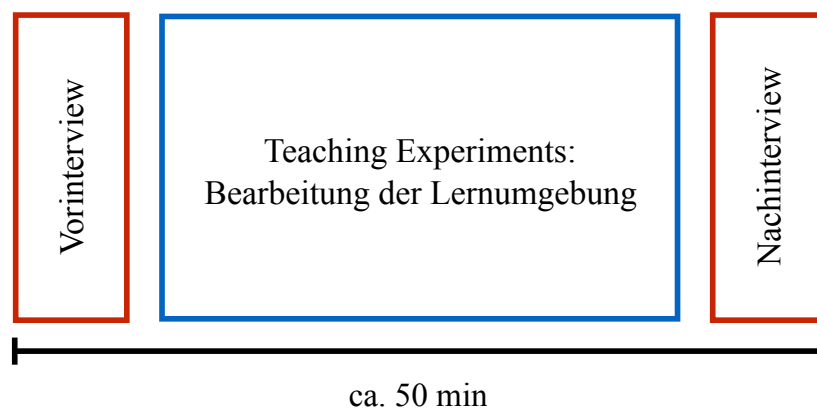 Vorinterview
Teaching Experiments:
Bearbeitung der Lernumgebung
Nachinterview
ca. 50 min